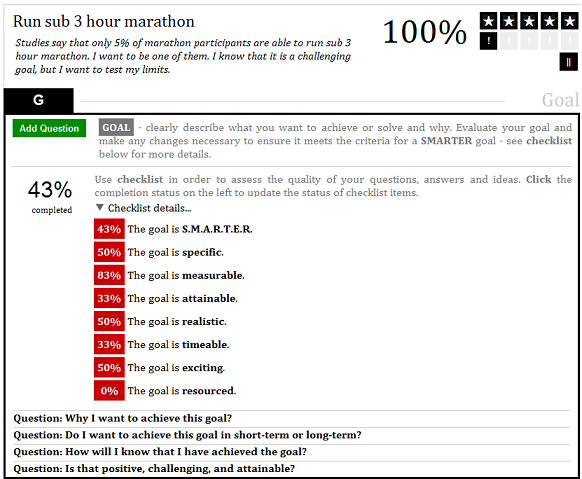 Run sub 3 hour marathon
100%
Studies say that only 5% of marathon participants are able to run sub 3
hour marathon. I want to be one of them. I know that it is a challenging
goal, but I want to test my limits.
!
||
G
Goal
Add Question
GOAL - clearly describe what you want to achieve or solve and why. Evaluate your goal and
make any changes necessary to ensure it meets the criteria for a SMARTER goal - see checklist
below for more details.
43%
completed
Use checklist in order to assess the quality of your questions, answers and ideas. Click the
completion status on the left to update the status of checklist items.
▼ Checklist details...
43% The goal is S.M.A.R.T.E.R.
50% The goal is specific.
83% The goal is measurable.
33% The goal is attainable.
50% The goal is realistic.
33% The goal is timeable.
50% The goal is exciting.
0% The goal is resourced.
Question: Why I want to achieve this goal?
Question: Do I want to achieve this goal in short-term or long-term?
Question: How will I know that I have achieved the goal?
Question: Is that positive, challenging, and attainable?